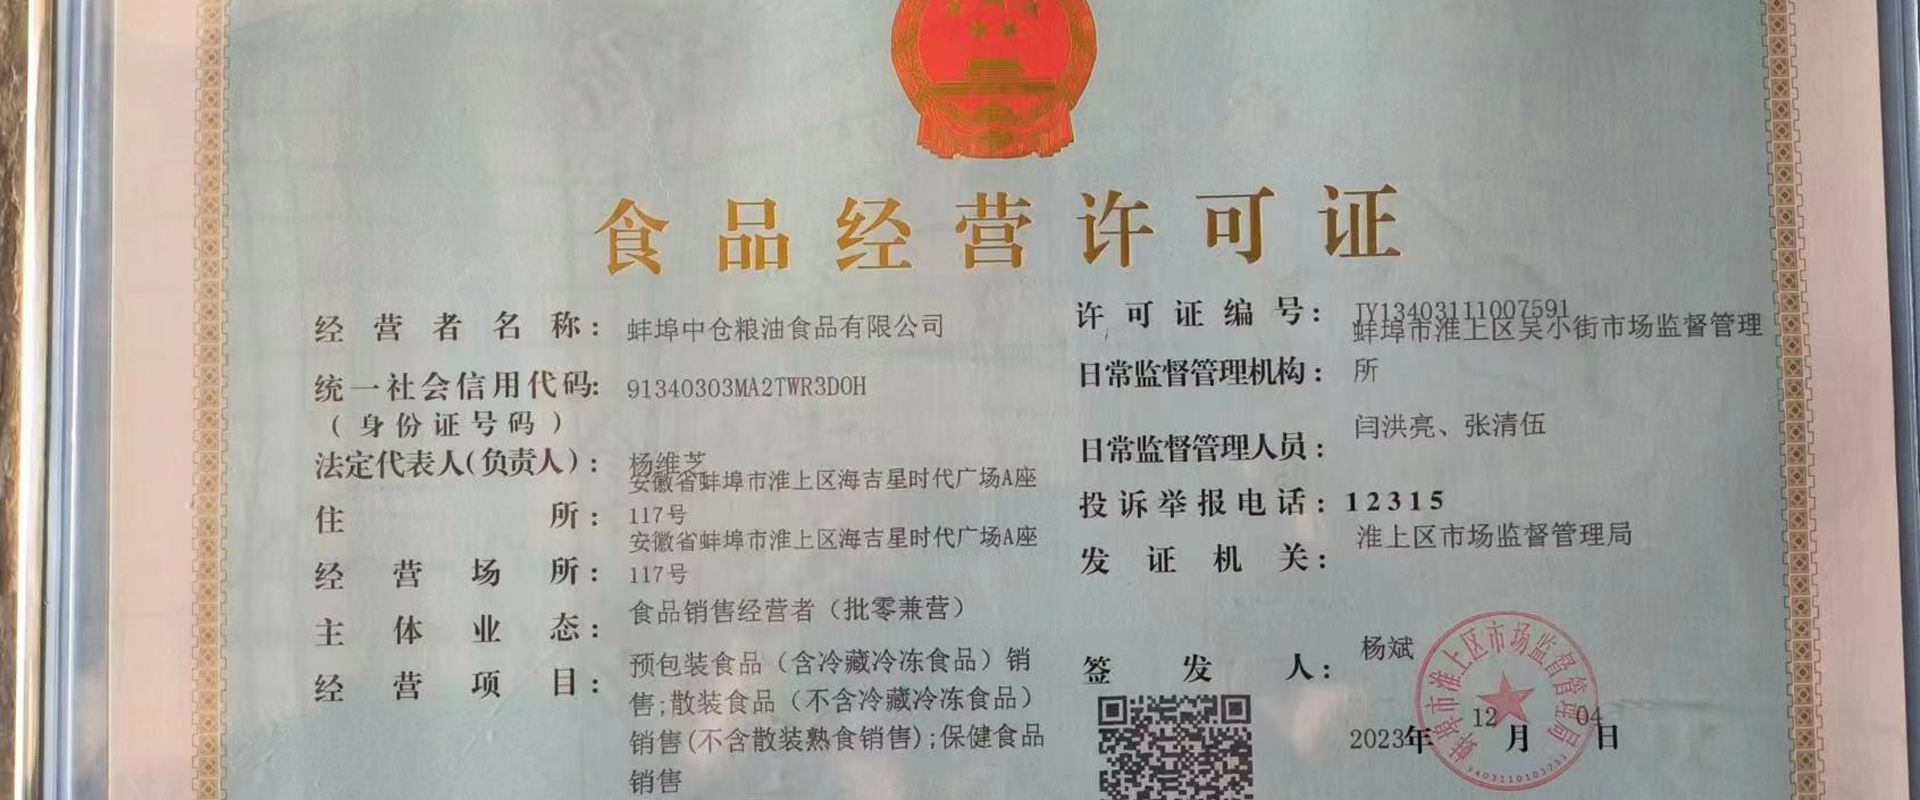 食品经营许可证
经营者名称： 蚌埠中仓粮油食品有限公司
统一社会信用代码： 91340303MA2TWR3D0H
（身份证号码）
法定代表人(负责人)： 杨维芝
安徽省蚌埠市淮上区海吉星时代广场A座
住所： 117号
安徽省蚌埠市淮上区海吉星时代广场A座
经营场所： 117号
主体业态： 食品销售经营者（批零兼营）
经营项目： 预包装食品（含冷藏冷冻食品）销
售;散装食品（不含冷藏冷冻食品）
销售(不含散装熟食销售);保健食品
销售
许可证编号： JY13403111007591
蚌埠市淮上区吴小街市场监督管理
日常监督管理机构： 所
日常监督管理人员： 闫洪亮、张清伍
投诉举报电话：12315
发证机关： 淮上区市场监督管理局
签发人： 杨斌
2023年 12月 04日
蚌埠市淮上区市场监督管理局